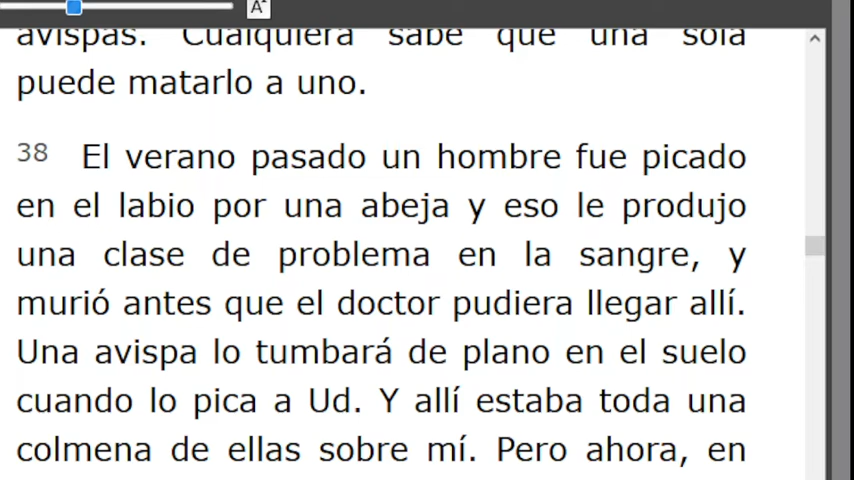 A
avispas. Cualquiera sabe que una sola
puede matarlo a uno.
38 El verano pasado un hombre fue picado
en el labio por una abeja y eso le produjo
una clase de problema en la sangre, y
murió antes que el doctor pudiera llegar allí.
Una avispa lo tumbará de plano en el suelo
cuando lo pica a Ud. Y allí estaba toda una
colmena de ellas sobre mí. Pero ahora, en